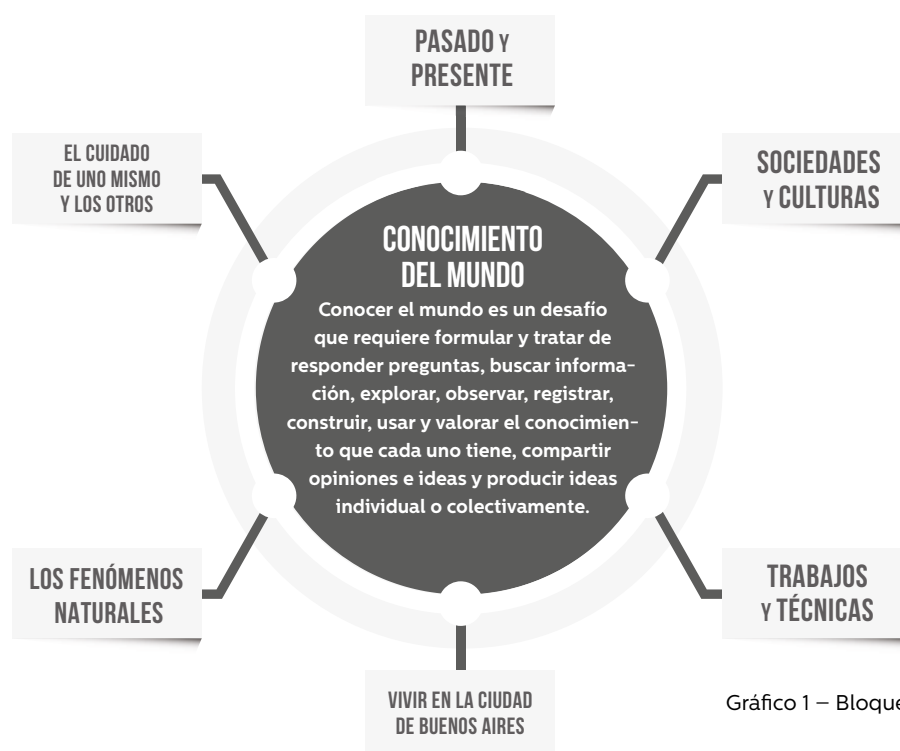 PASADO Y
PRESENTE
EL CUIDADO
DE UNO MISMO
Y LOS OTROS
SOCIEDADES
Y CULTURAS
CONOCIMIENTO
DEL MUNDO
Conocer el mundo es un desafío
que requiere formular y tratar de
responder preguntas, buscar informa-
ción, explorar, observar, registrar,
construir, usar y valorar el conocimien-
to que cada uno tiene, compartir
opiniones e ideas y producir ideas
individual o colectivamente.
LOS FENÓMENOS
NATURALES
TRABAJOS
Y TÉCNICAS
VIVIR EN LA CIUDAD
DE BUENOS AIRES
Gráfico 1 – Bloque